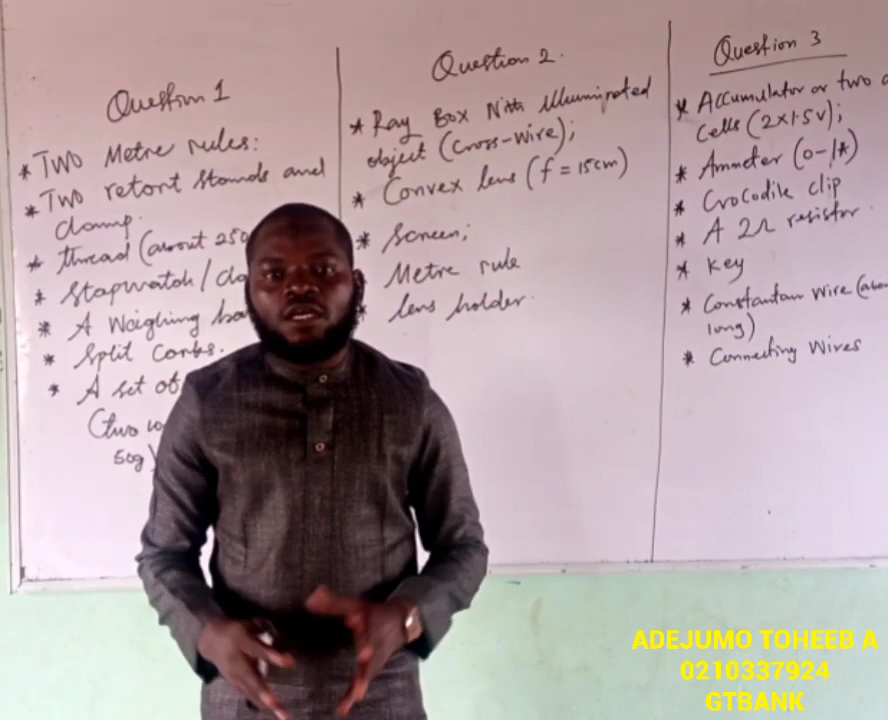 Question 1
* Two Metre rules:
* Two retort stands and
clamp.
* thread (about 250
* Stopwatch/clo
* A Weighing ba
* Split Corks.
* A set of
(two
50g)
Question 2.
* Ray Box With illuminated
object (cross-wire);
* Convex lens (f = 15cm)
* Screen;
Metre rule
* lens holder.
Question 3
* Accumulator or two
Cells (2x1.5v);
* Ammeter (0-1A)
* Crocodile clip
* A 2Ω resistor.
* Key
* Constantan Wire (
long)
* Connecting Wires
ADEJUMO TOHEEB A
0210337924
GTBANK